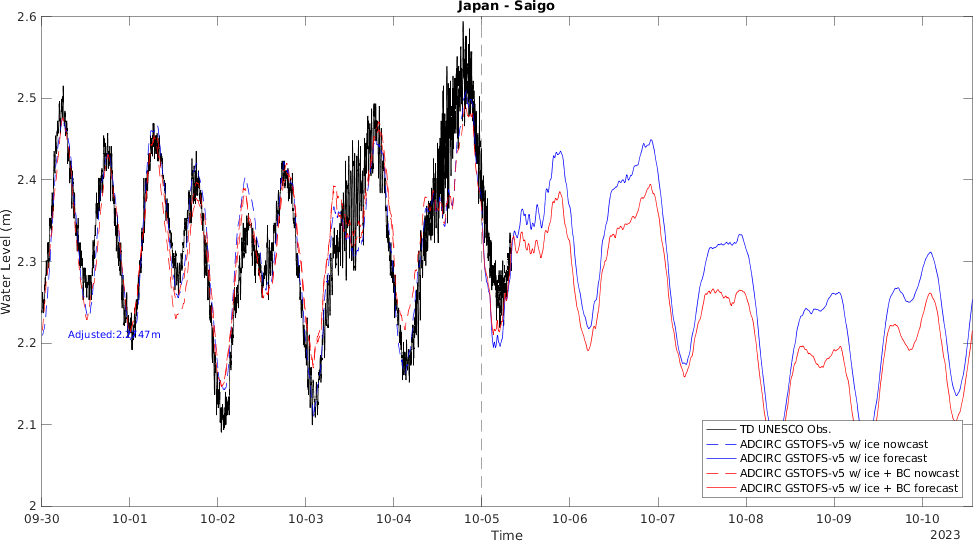 Japan - Saigo
2.6
2.5
2.4
2.3
2.2
2.1
2
Water Level (m)
09-30
10-01
10-02
10-03
10-04
10-05
10-06
10-07
10-08
10-09
10-10
2023
Time
TD UNESCO Obs.
ADCIRC GSTOFS-v5 w/ ice nowcast
ADCIRC GSTOFS-v5 w/ ice forecast
ADCIRC GSTOFS-v5 w/ ice + BC nowcast
ADCIRC GSTOFS-v5 w/ ice + BC forecast